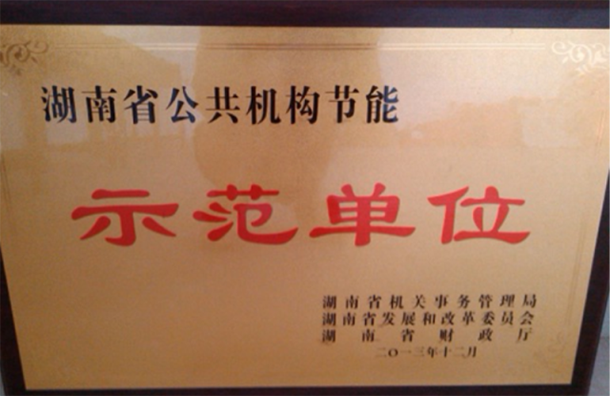 湖南省公共机构节能
示范单位
湖南省机关事务管理局
湖南省发展和改革委员会
湖南省财政厅
二〇一三年十二月